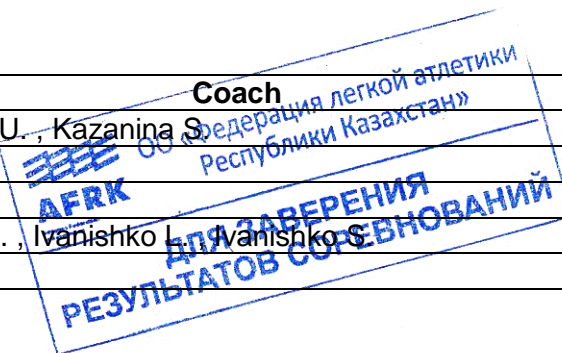 Coach
U. , Kazanina S.
. , Ivanishko L. , Ivanishko S.
ОО «Федерация легкой атлетики
Республики Казахстан»
AFRK
ДЛЯ ЗАВЕРЕНИЯ
РЕЗУЛЬТАТОВ СОРЕВНОВАНИЙ